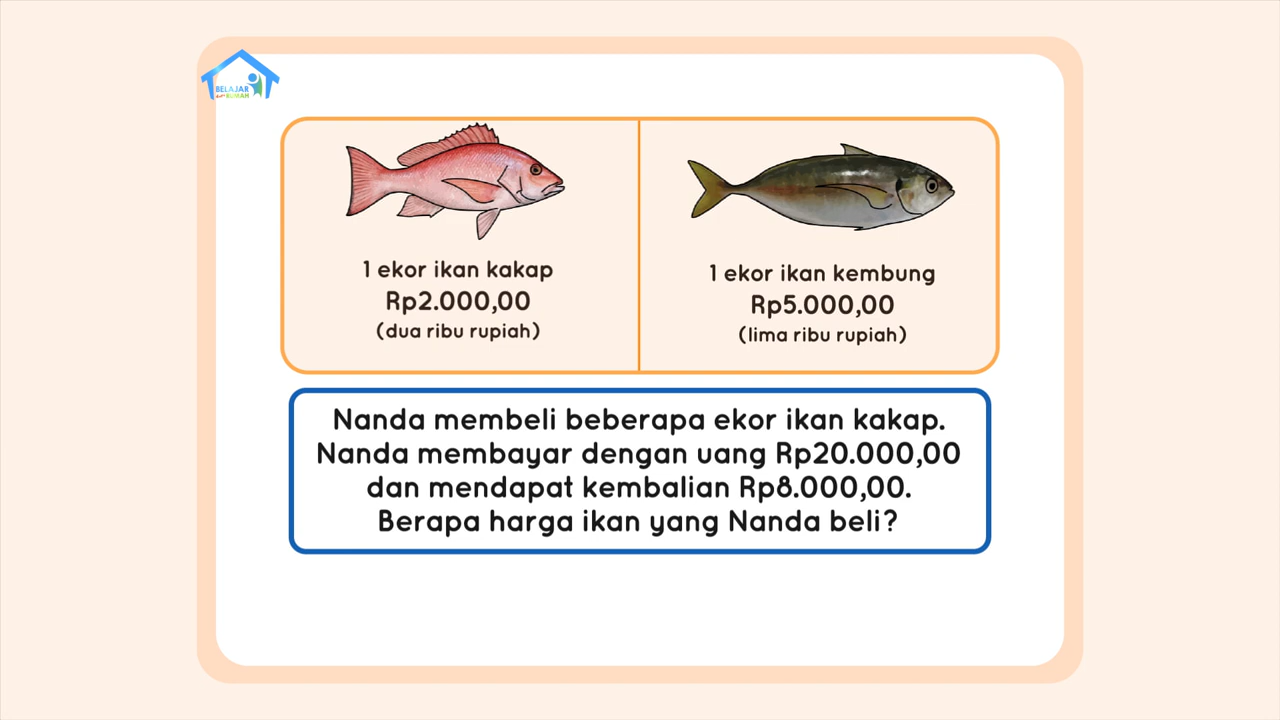 BELAJAR
dari RUMAH
1 ekor ikan kakap
Rp2.000,00
(dua ribu rupiah)
1 ekor ikan kembung
Rp5.000,00
(lima ribu rupiah)
Nanda membeli beberapa ekor ikan kakap.
Nanda membayar dengan uang Rp20.000,00
dan mendapat kembalian Rp8.000,00.
Berapa harga ikan yang Nanda beli?